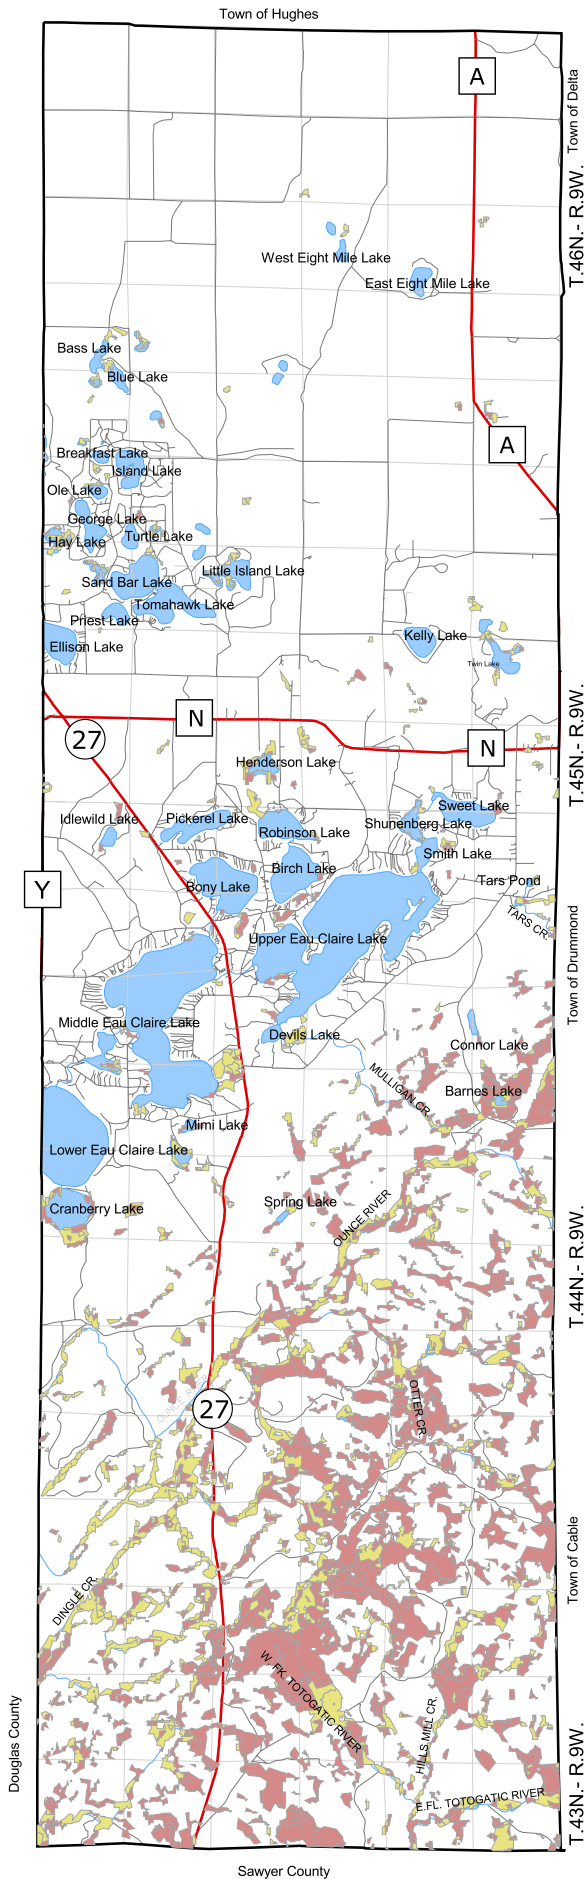 Town of Hughes
A
Town of Delta
T.46N.- R.9W.
West Eight Mile Lake
East Eight Mile Lake
Bass Lake
Blue Lake
A
Breakfast Lake
Island Lake
Ole Lake
George Lake
Hay Lake
Turtle Lake
Little Island Lake
Sand Bar Lake
Tomahawk Lake
Priest Lake
Ellison Lake
Kelly Lake
Twin Lake
N
27
N
T.45N.- R.9W.
Henderson Lake
Sweet Lake
Idlewild Lake
Pickerel Lake
Shunenberg Lake
Robinson Lake
Smith Lake
Birch Lake
Bony Lake
Tars Pond
Y
TARS CR.
Upper Eau Claire Lake
Town of Drummond
Middle Eau Claire Lake
Devils Lake
Connor Lake
MULLIGAN CR.
Barnes Lake
Mimi Lake
Lower Eau Claire Lake
Spring Lake
Cranberry Lake
OUNCE RIVER
T.44N.- R.9W.
OUNCE RIVER
27
OTTER CR.
Town of Cable
DINGLE CR.
W. FK. TOTOGATIC RIVER
HILLS MILL CR.
Douglas County
E.FL. TOTOGATIC RIVER
T.43N.- R.9W.
Sawyer County